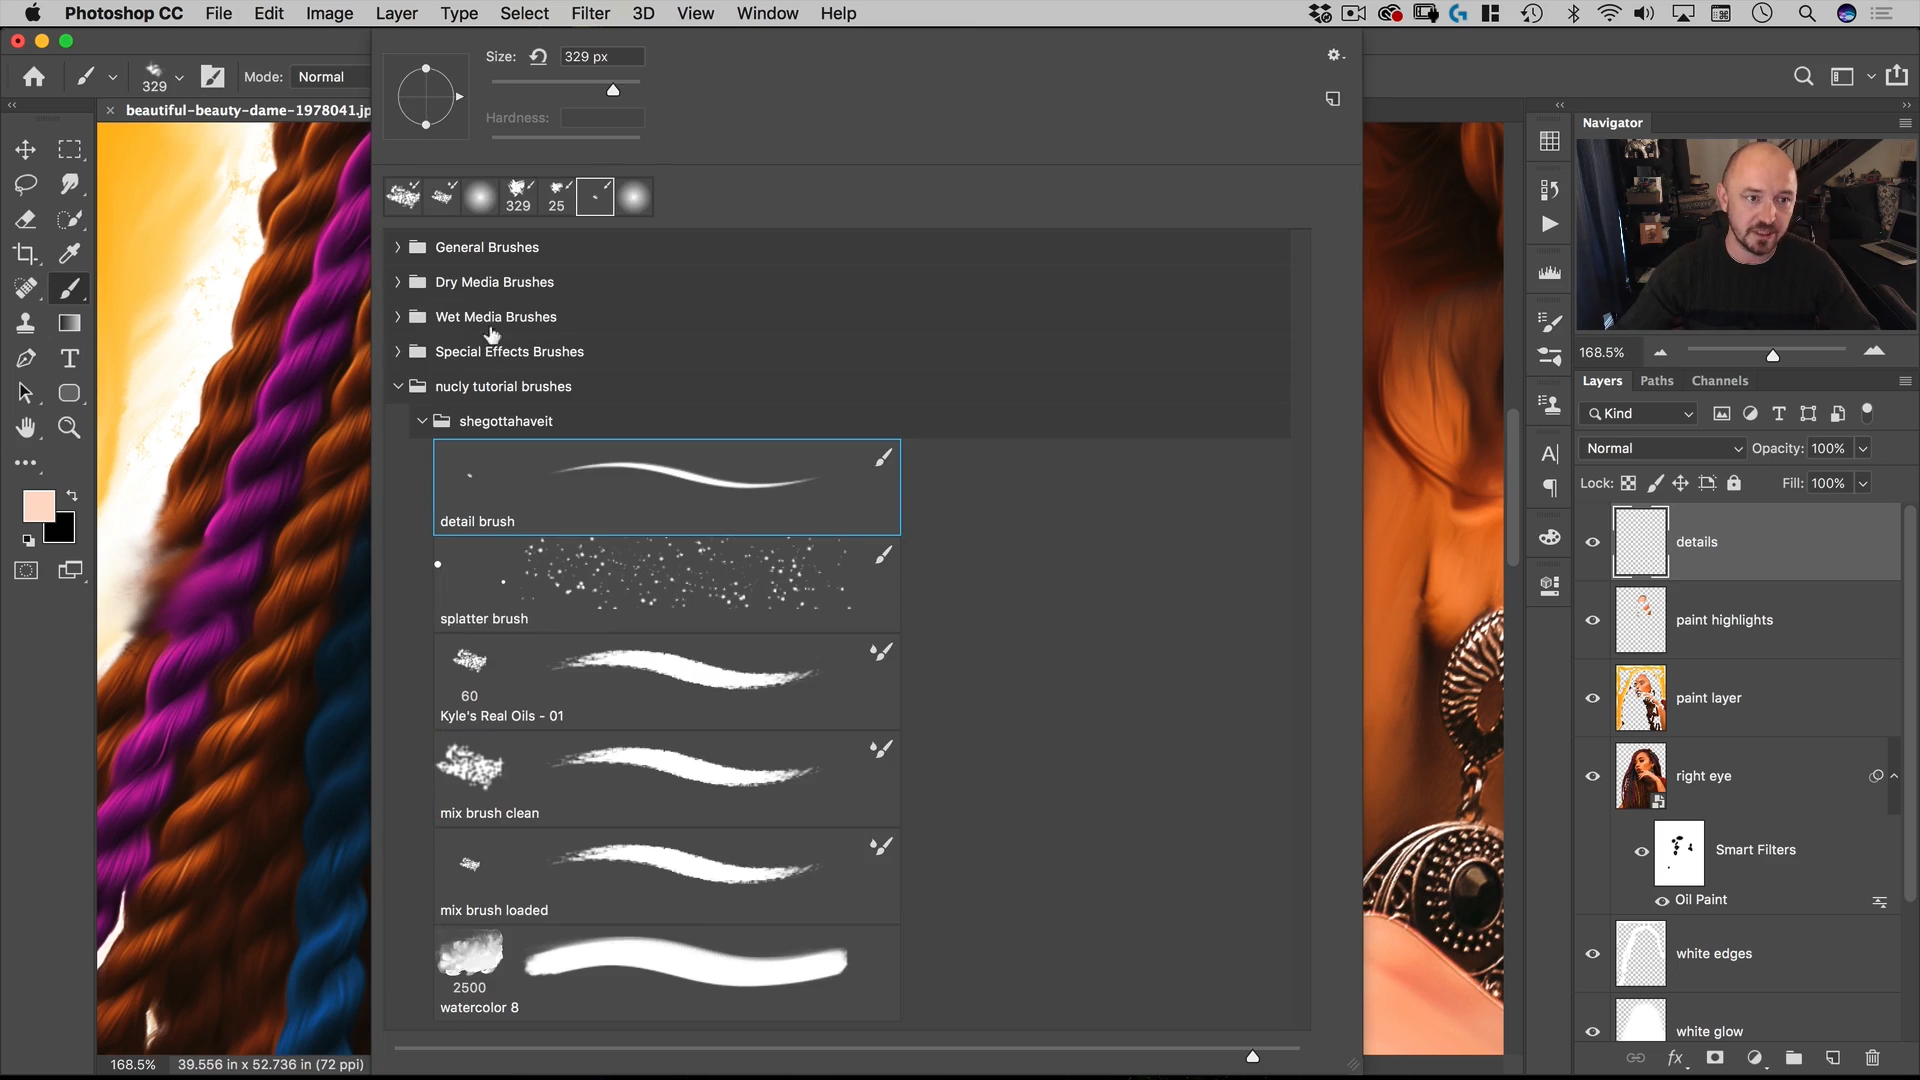 Photoshop CC File Edit Image Layer Type Select Filter 3D View Window Help
329 Mode: Normal
beautiful-beauty-dame-1978041.jp
Size: 329 px
Hardness:
329 25
General Brushes
Dry Media Brushes
Wet Media Brushes
Special Effects Brushes
nucly tutorial brushes
shegottahaveit
detail brush
splatter brush
60
Kyle's Real Oils - 01
mix brush clean
mix brush loaded
2500
watercolor 8
168.5% 39.556 in x 52.736 in (72 ppi)
Navigator
168.5%
Layers Paths Channels
Kind
Normal Opacity: 100%
Lock: Fill: 100%
details
paint highlights
paint layer
right eye
Smart Filters
Oil Paint
white edges
white glow
fx